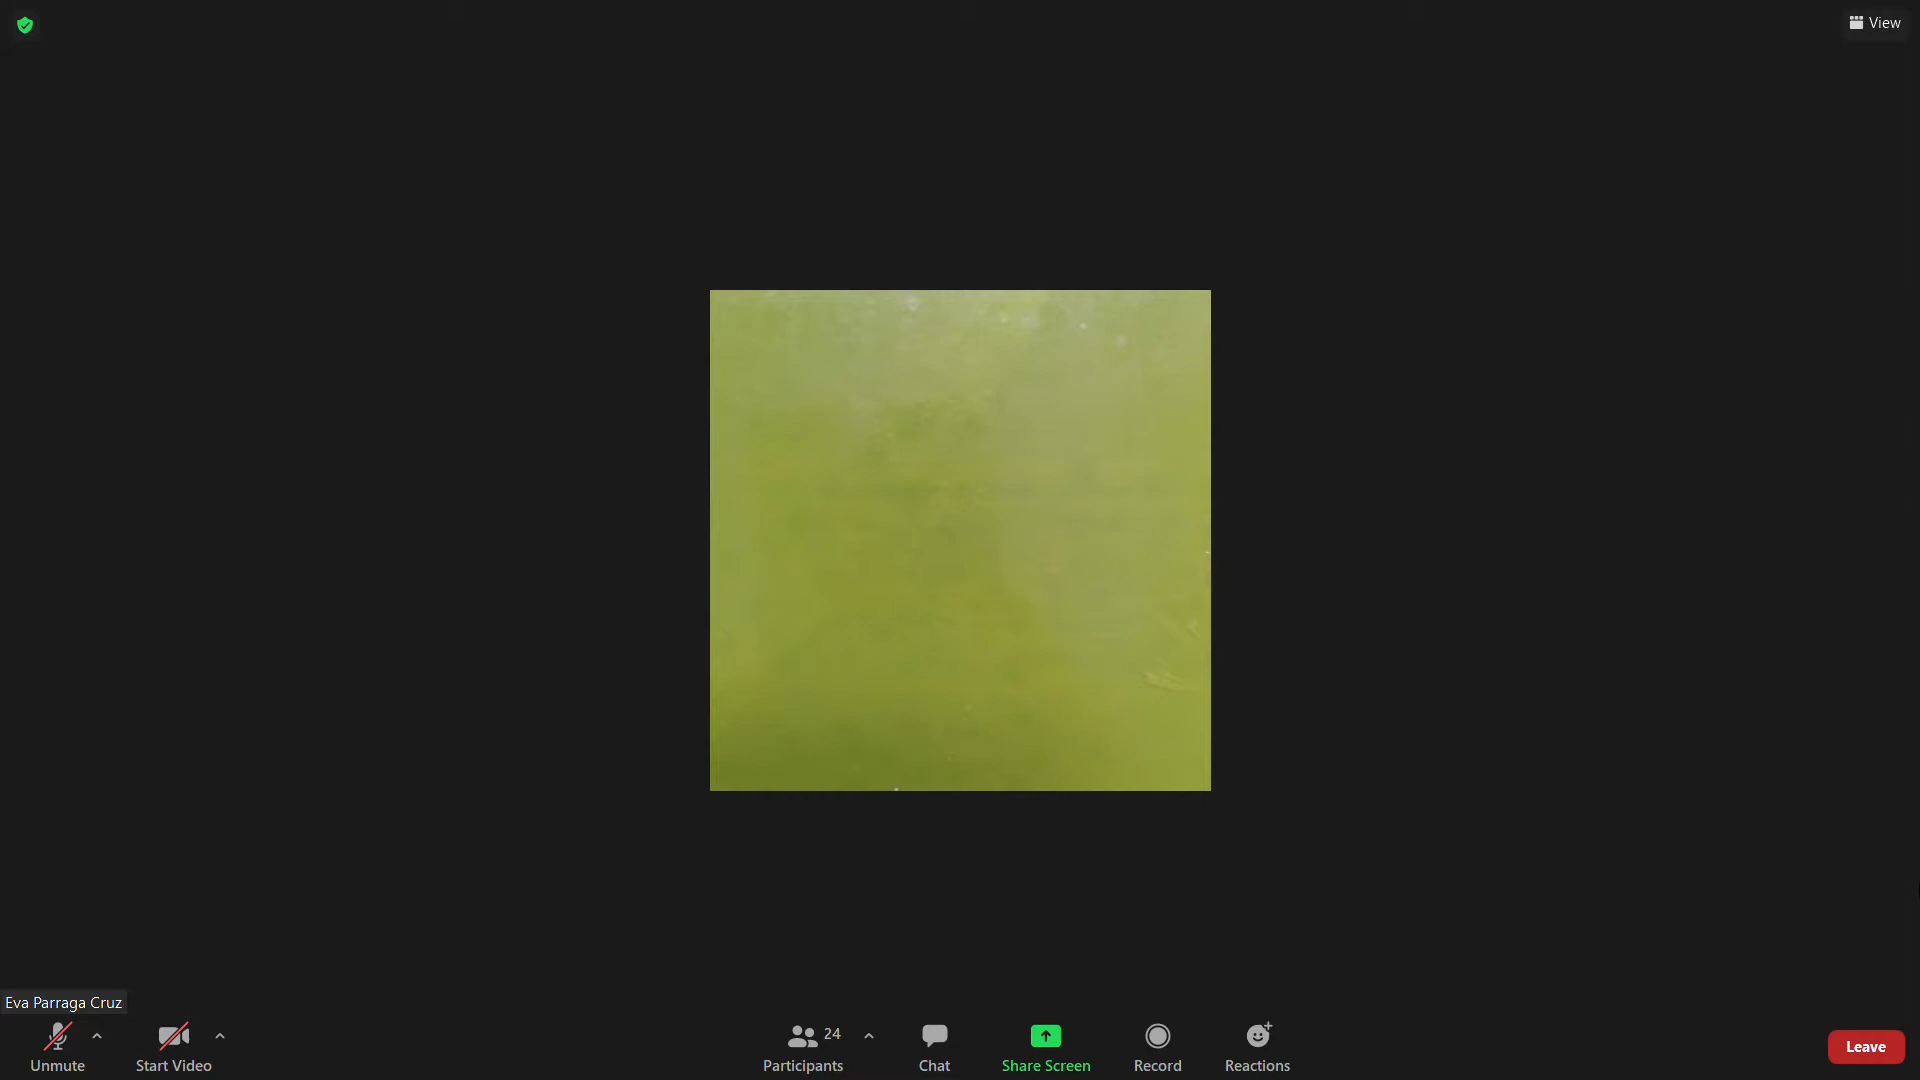 View
Eva Parraga Cruz
Unmute
Start Video
24
Participants
Chat
Share Screen
Record
Reactions
Leave